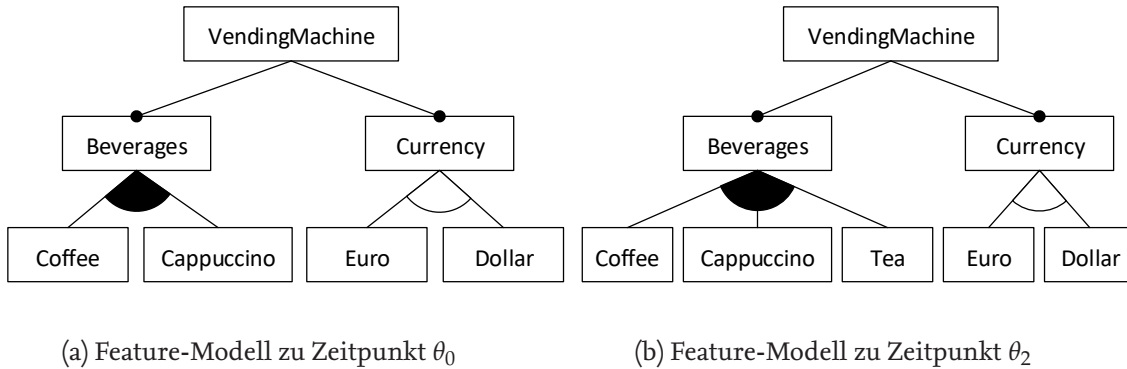 VendingMachine
Beverages
Currency
Coffee
Cappuccino
Euro
Dollar
(a) Feature-Modell zu Zeitpunkt θ₀
VendingMachine
Beverages
Currency
Coffee
Cappuccino
Tea
Euro
Dollar
(b) Feature-Modell zu Zeitpunkt θ₂